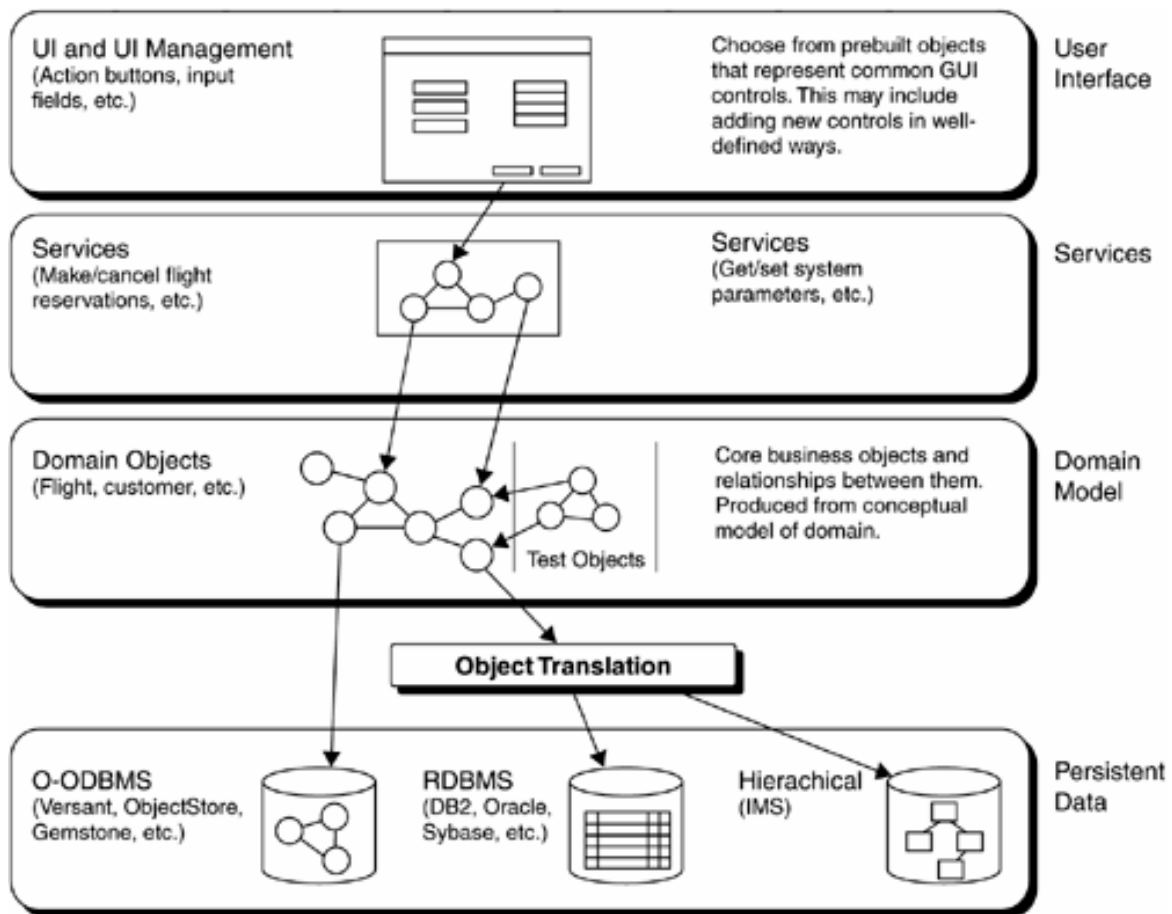 UI and UI Management
(Action buttons, input
fields, etc.)
Choose from prebuilt objects
that represent common GUI
controls. This may include
adding new controls in well-
defined ways.
User
Interface
Services
(Make/cancel flight
reservations, etc.)
Services
(Get/set system
parameters, etc.)
Services
Domain Objects
(Flight, customer, etc.)
Test Objects
Core business objects and
relationships between them.
Produced from conceptual
model of domain.
Domain
Model
Object Translation
O-ODBMS
(Versant, ObjectStore,
Gemstone, etc.)
RDBMS
(DB2, Oracle,
Sybase, etc.)
Hierachical
(IMS)
Persistent
Data